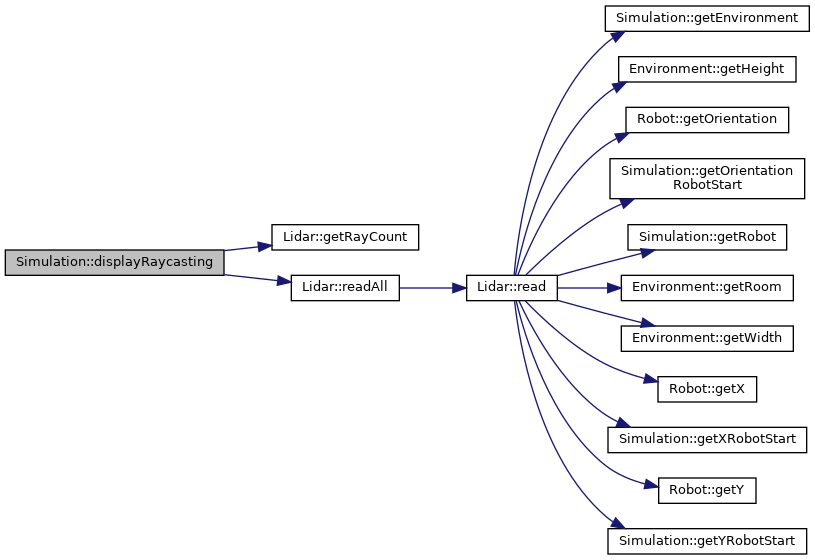 Simulation::displayRaycasting
Lidar::getRayCount
Lidar::readAll
Lidar::read
Simulation::getEnvironment
Environment::getHeight
Robot::getOrientation
Simulation::getOrientation
RobotStart
Simulation::getRobot
Environment::getRoom
Environment::getWidth
Robot::getX
Simulation::getXRobotStart
Robot::getY
Simulation::getYRobotStart